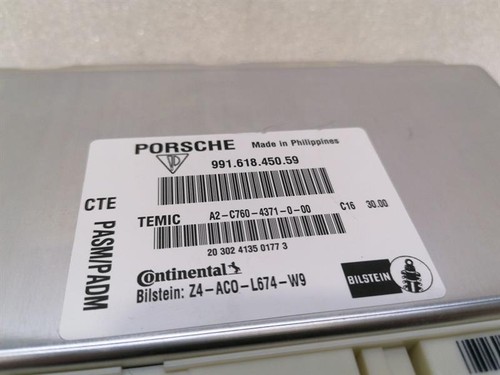 PORSCHE Made in Philippines
991.618.450.59
CTE PASM/PADM
TEMIC A2-C760-4371-0-00 C16 30.00
20 302 4135 0177 3
Continental
Bilstein: Z4-ACO-L674-W9
BILSTEIN